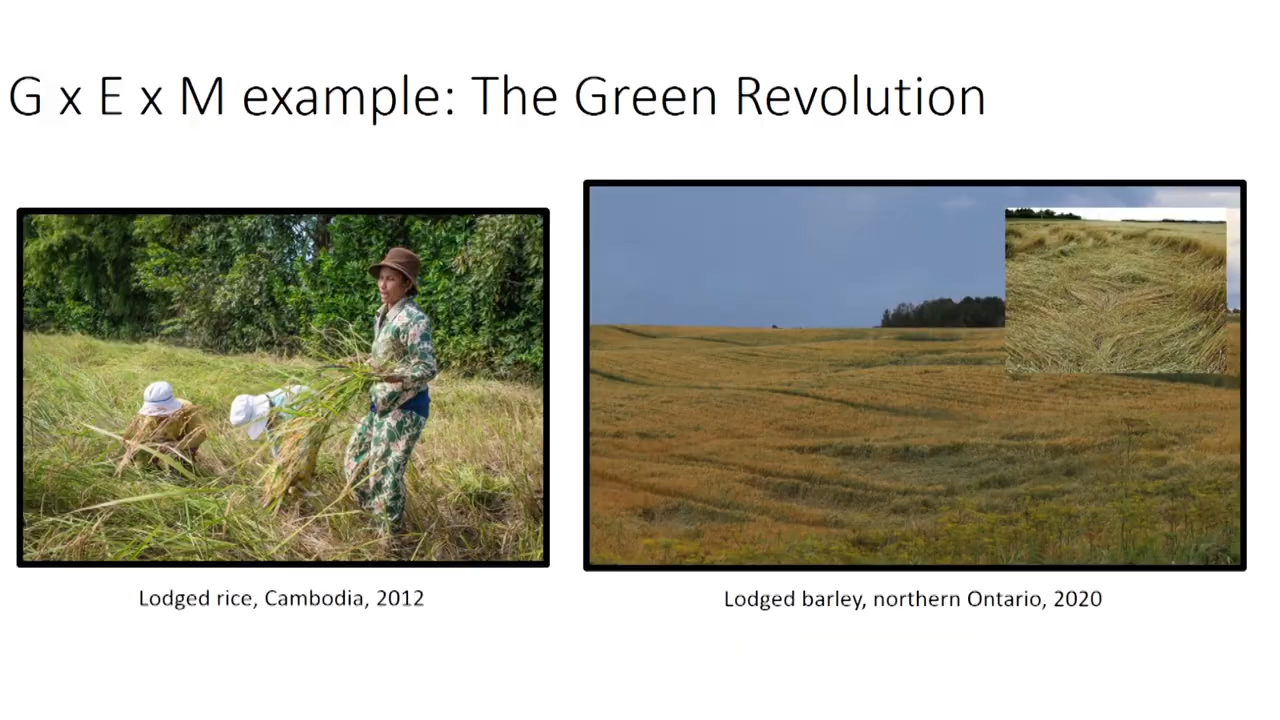 G x E x M example: The Green Revolution
Lodged rice, Cambodia, 2012
Lodged barley, northern Ontario, 2020